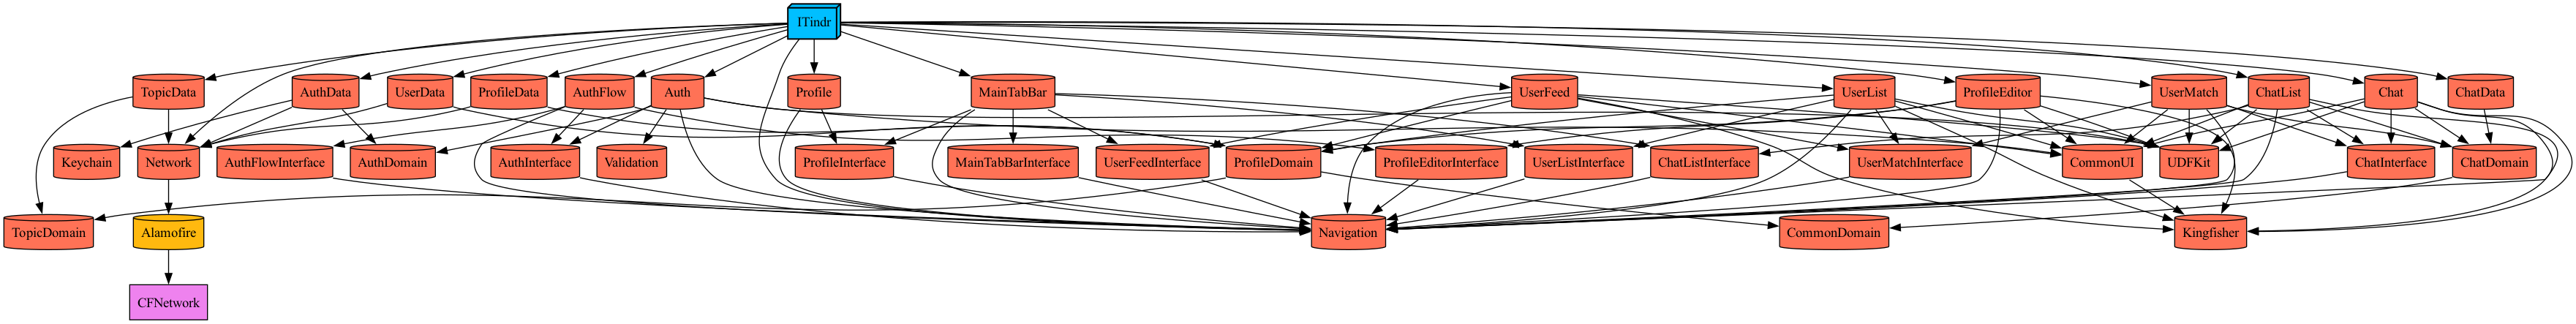 ITindr
TopicData
AuthData
UserData
ProfileData
AuthFlow
Auth
Profile
MainTabBar
UserFeed
UserList
ProfileEditor
UserMatch
ChatList
Chat
ChatData
Keychain
Network
AuthFlowInterface
AuthDomain
AuthInterface
Validation
ProfileInterface
MainTabBarInterface
UserFeedInterface
ProfileDomain
ProfileEditorInterface
UserListInterface
ChatListInterface
UserMatchInterface
CommonUI
UDFKit
ChatInterface
ChatDomain
TopicDomain
Alamofire
Navigation
CommonDomain
Kingfisher
CFNetwork